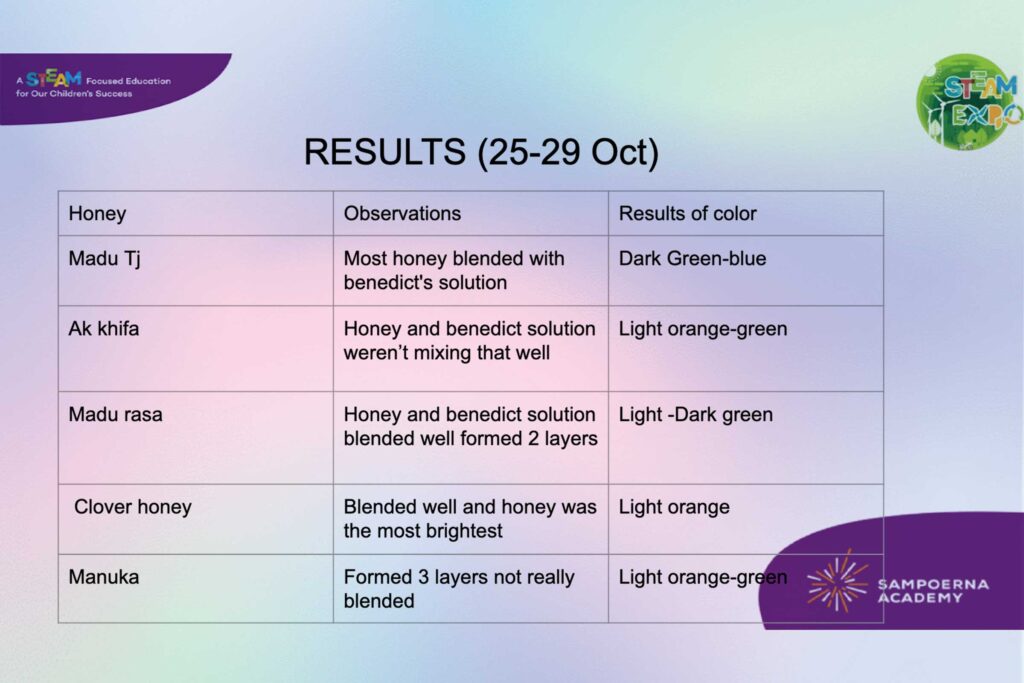 A STEAM Focused Education
for Our Children's Success
STEAM
EXPO
RESULTS (25-29 Oct)
Honey
Observations
Results of color
Madu Tj
Most honey blended with
benedict's solution
Dark Green-blue
Ak khifa
Honey and benedict solution
weren’t mixing that well
Light orange-green
Madu rasa
Honey and benedict solution
blended well formed 2 layers
Light -Dark green
Clover honey
Blended well and honey was
the most brightest
Light orange
Manuka
Formed 3 layers not really
blended
Light orange-green
SAMPOERNA
ACADEMY